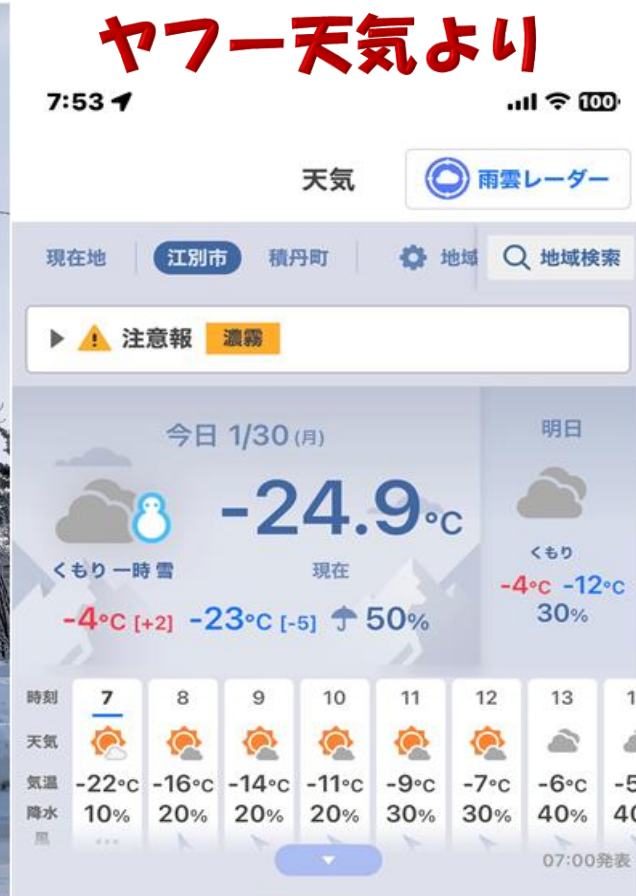 ヤフー天気より
7:53 100
天気 雨雲レーダー
現在地 江別市 積丹町 地域 地域検索
注意報 濃霧
今日 1/30(月) 明日
-24.9°C
くもり一時雪 現在 くもり
-4°C [+2] -23°C [-5] 50% -4°C -12°C
30%
時刻 7 8 9 10 11 12 13
天気
気温 -22°C -16°C -14°C -11°C -9°C -7°C -6°C
降水 10% 20% 20% 20% 30% 30% 40%
風
07:00発表